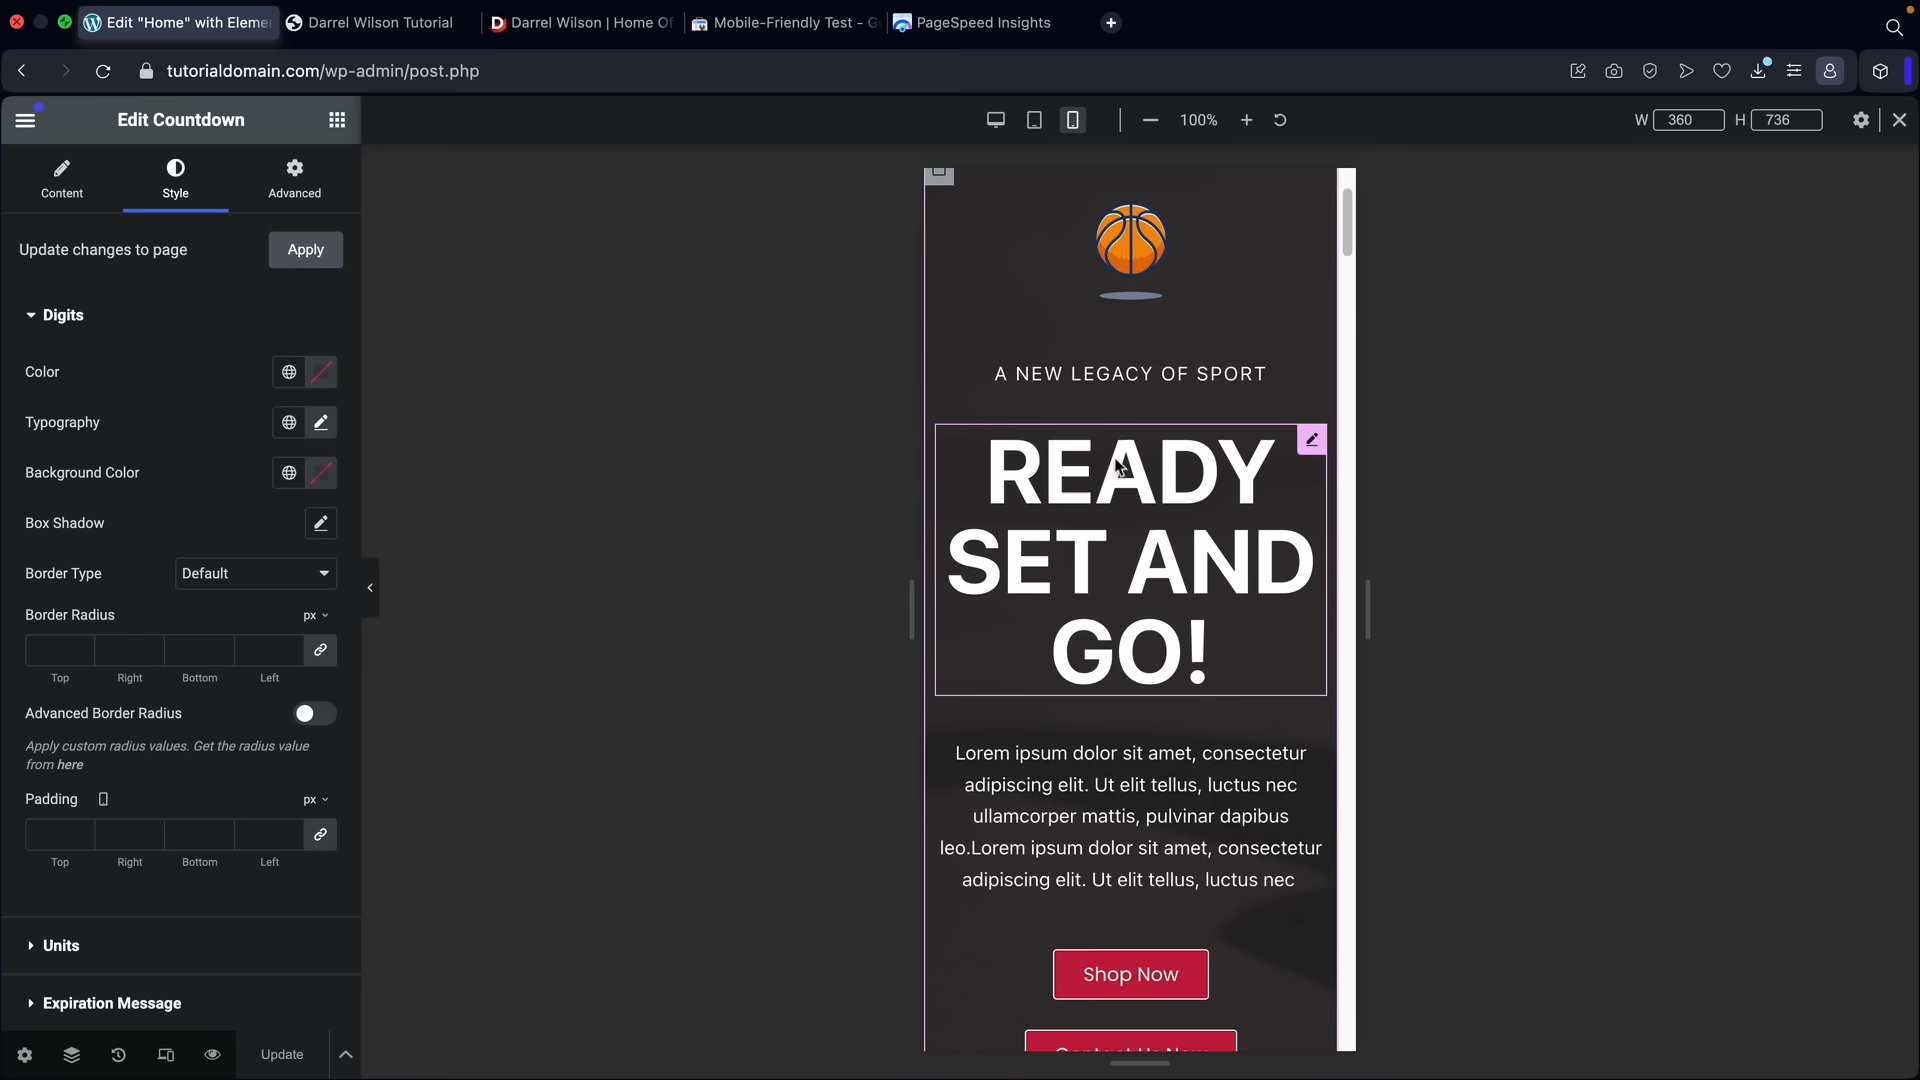 Edit "Home" with Eleme
Darrel Wilson Tutorial
Darrel Wilson | Home Of
Mobile-Friendly Test - G
PageSpeed Insights
tutorialdomain.com/wp-admin/post.php
Edit Countdown
100%
W 360 H 736
Content
Style
Advanced
Update changes to page
Apply
Digits
Color
Typography
Background Color
Box Shadow
Border Type
Default
Border Radius
px
Top
Right
Bottom
Left
Advanced Border Radius
Apply custom radius values. Get the radius value
from here
Padding
px
Top
Right
Bottom
Left
Units
Expiration Message
Update
A NEW LEGACY OF SPORT
READY
SET AND
GO!
Lorem ipsum dolor sit amet, consectetur
adipiscing elit. Ut elit tellus, luctus nec
ullamcorper mattis, pulvinar dapibus
leo.Lorem ipsum dolor sit amet, consectetur
adipiscing elit. Ut elit tellus, luctus nec
Shop Now
Contact Us Now